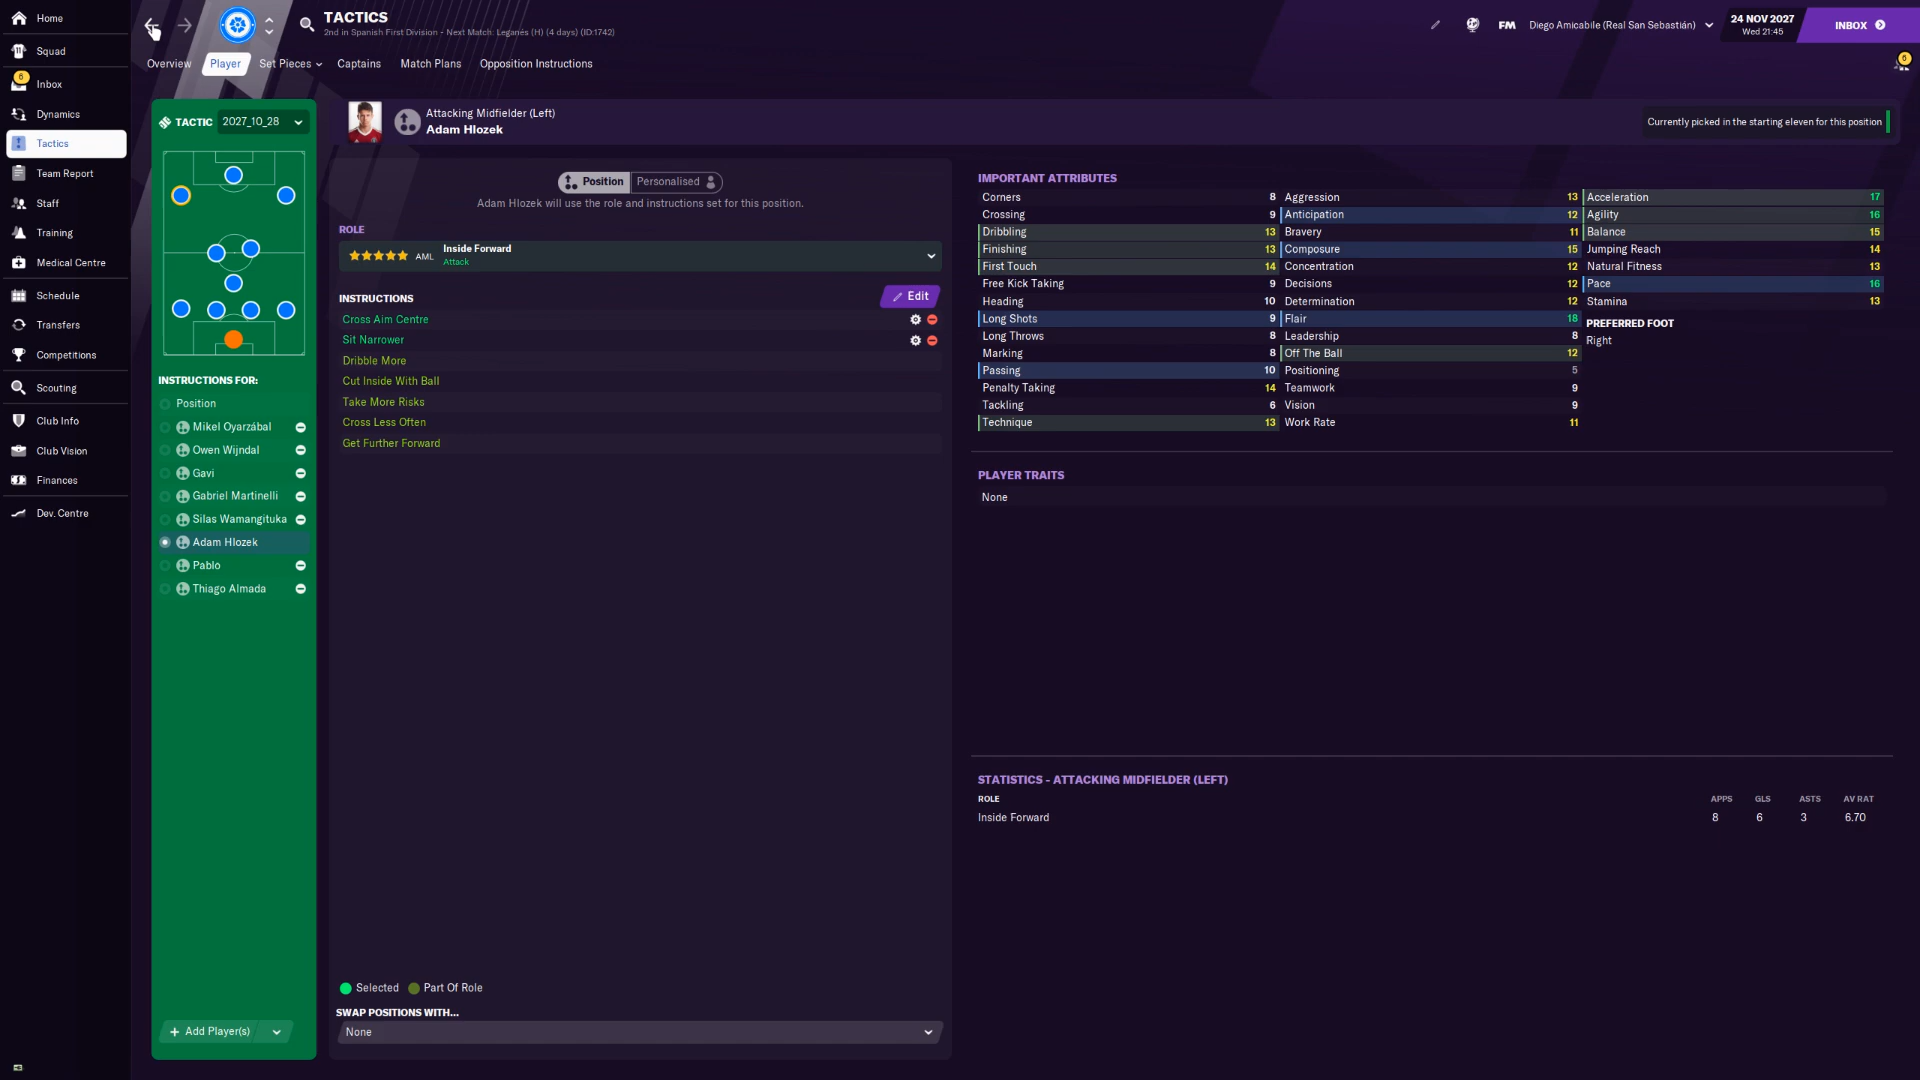 Home
Squad
6
Inbox
Dynamics
Tactics
Team Report
Staff
Training
Medical Centre
Schedule
Transfers
Competitions
Scouting
Club Info
Club Vision
Finances
Dev. Centre
TACTICS
2nd in Spanish First Division - Next Match: Leganés (H) (4 days) (ID:1742)
FM
Diego Amicabile (Real San Sebastián)
24 NOV 2027
Wed 21:45
INBOX
6
Overview
Player
Set Pieces
Captains
Match Plans
Opposition Instructions
TACTIC
2027_10_28
INSTRUCTIONS FOR:
Position
Mikel Oyarzábal
Owen Wijndal
Gavi
Gabriel Martinelli
Silas Wamangituka
Adam Hlozek
Pablo
Thiago Almada
Add Player(s)
Attacking Midfielder (Left)
Adam Hlozek
Currently picked in the starting eleven for this position
Position
Personalised
Adam Hlozek will use the role and instructions set for this position.
ROLE
AML
Inside Forward
Attack
INSTRUCTIONS
Edit
Cross Aim Centre
Sit Narrower
Dribble More
Cut Inside With Ball
Take More Risks
Cross Less Often
Get Further Forward
Selected
Part Of Role
SWAP POSITIONS WITH...
None
IMPORTANT ATTRIBUTES
Corners 8 Aggression 13 Acceleration 17
Crossing 9 Anticipation 12 Agility 16
Dribbling 13 Bravery 11 Balance 15
Finishing 13 Composure 15 Jumping Reach 14
First Touch 14 Concentration 12 Natural Fitness 13
Free Kick Taking 9 Decisions 12 Pace 16
Heading 10 Determination 12 Stamina 13
Long Shots 9 Flair 18
Long Throws 8 Leadership 8
Marking 8 Off The Ball 12
Passing 10 Positioning 5
Penalty Taking 14 Teamwork 9
Tackling 6 Vision 9
Technique 13 Work Rate 11
PREFERRED FOOT
Right
PLAYER TRAITS
None
STATISTICS - ATTACKING MIDFIELDER (LEFT)
ROLE APPS GLS ASTS AV RAT
Inside Forward 8 6 3 6.70